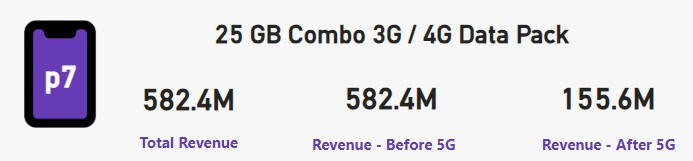 25 GB Combo 3G / 4G Data Pack
p7
582.4M 582.4M 155.6M
Total Revenue Revenue - Before 5G Revenue - After 5G